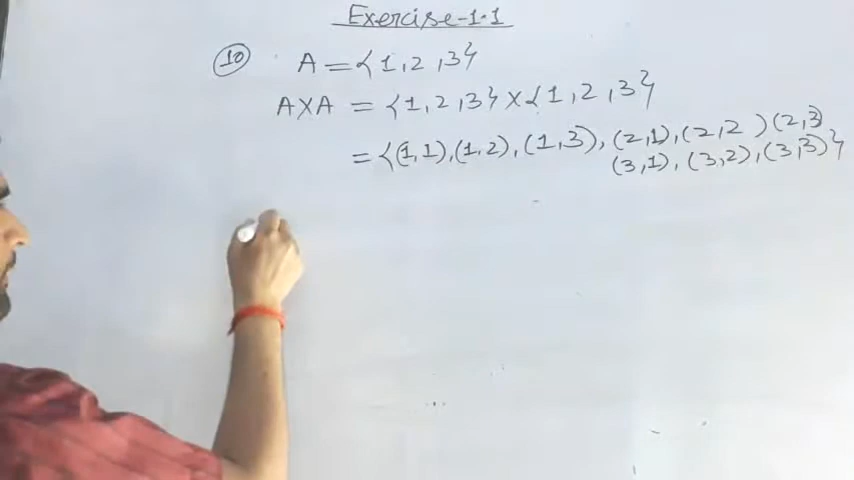 Exercise-1.1
10 A = {1, 2, 3}
A×A = {1, 2, 3} × {1, 2, 3}
= {(1,1), (1,2), (1,3), (2,1), (2,2) (2,3)
(3,1), (3,2), (3,3)}